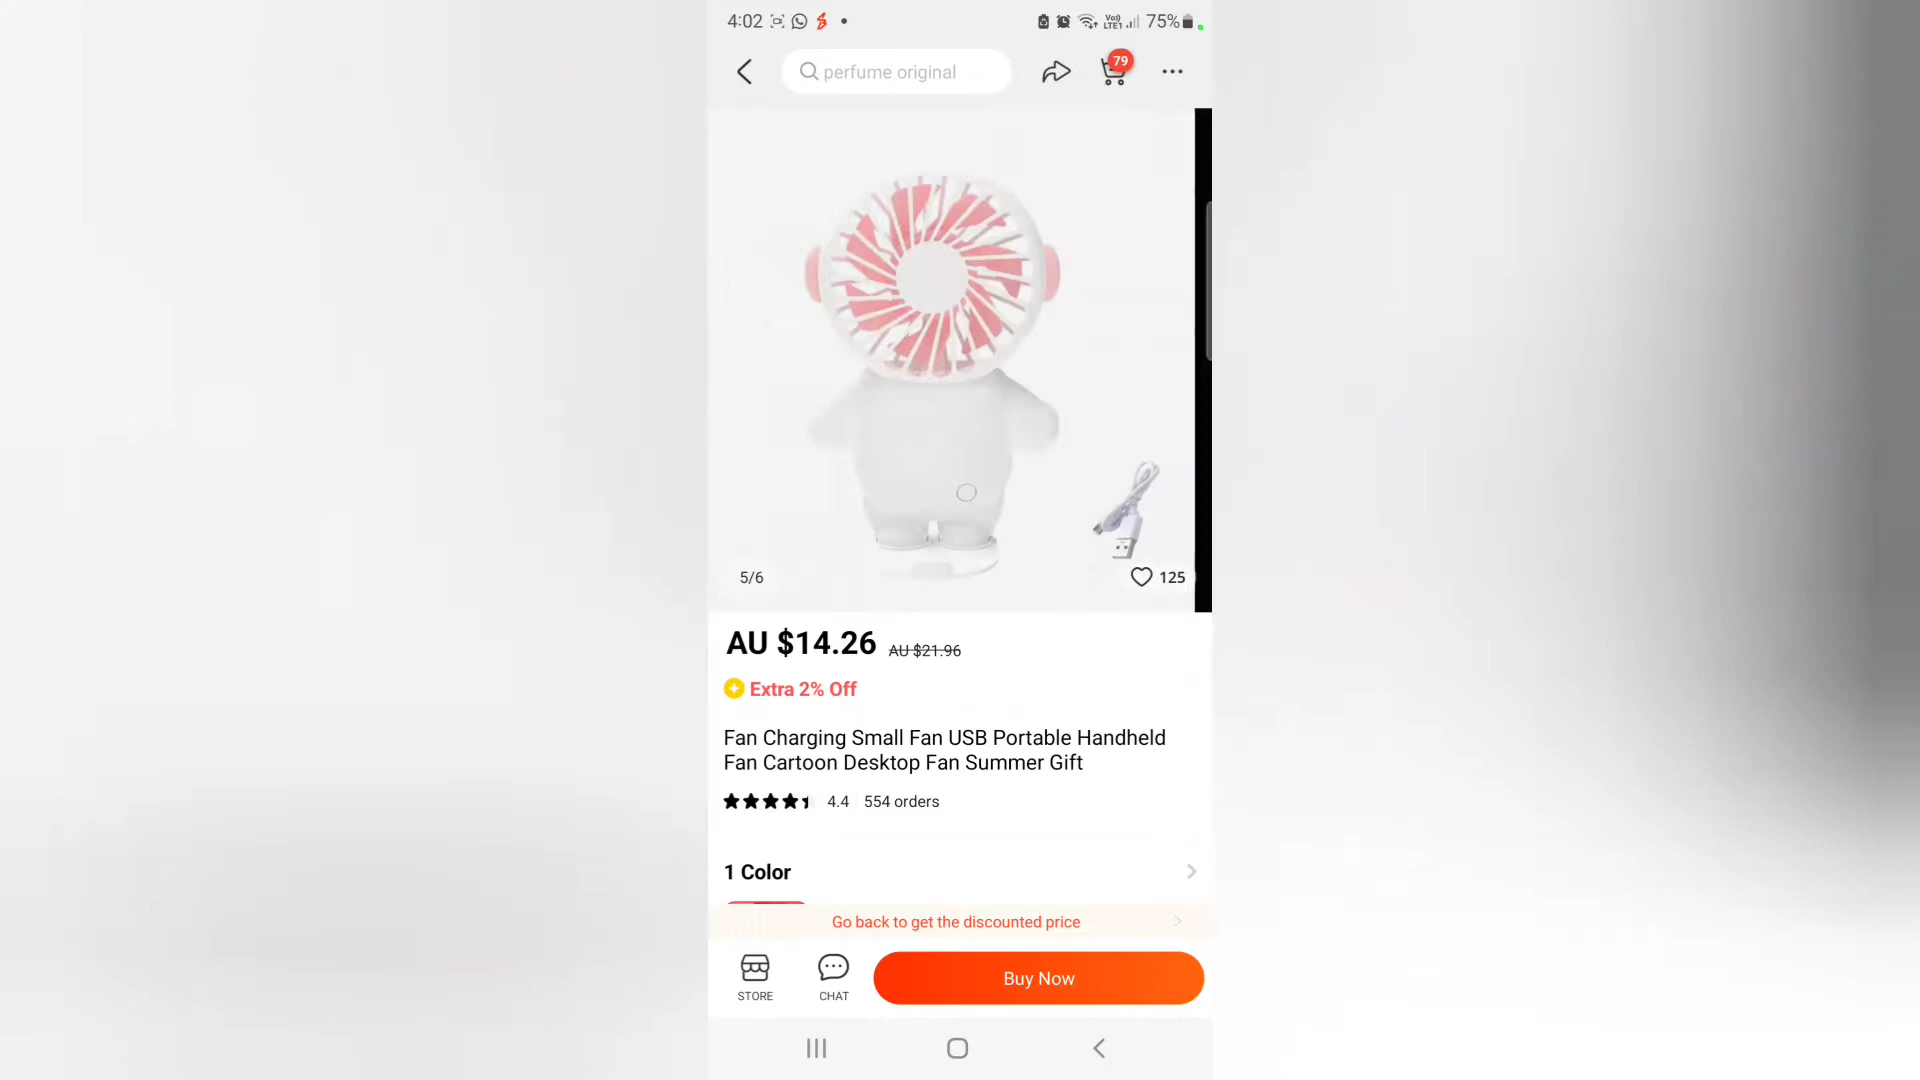 4:02
Vo)) LTE1
75%
perfume original
79
5/6
125
AU $14.26
AU $21.96
Extra 2% Off
Fan Charging Small Fan USB Portable Handheld
Fan Cartoon Desktop Fan Summer Gift
4.4 554 orders
1 Color
Go back to get the discounted price
STORE
CHAT
Buy Now